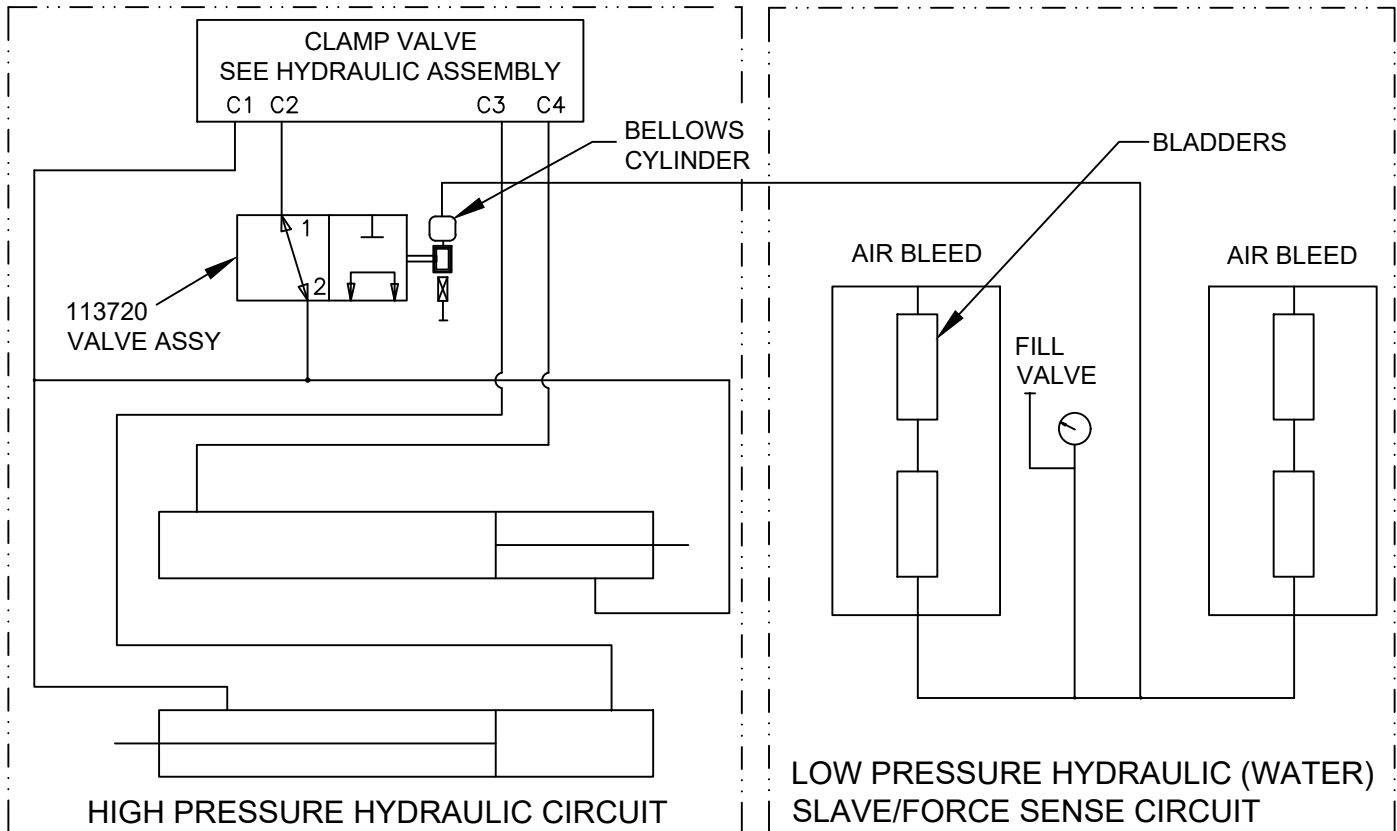 CLAMP VALVE
SEE HYDRAULIC ASSEMBLY
C1 C2 C3 C4
BELLOWS
CYLINDER
1
2
113720
VALVE ASSY
HIGH PRESSURE HYDRAULIC CIRCUIT
BLADDERS
AIR BLEED
AIR BLEED
FILL
VALVE
LOW PRESSURE HYDRAULIC (WATER)
SLAVE/FORCE SENSE CIRCUIT